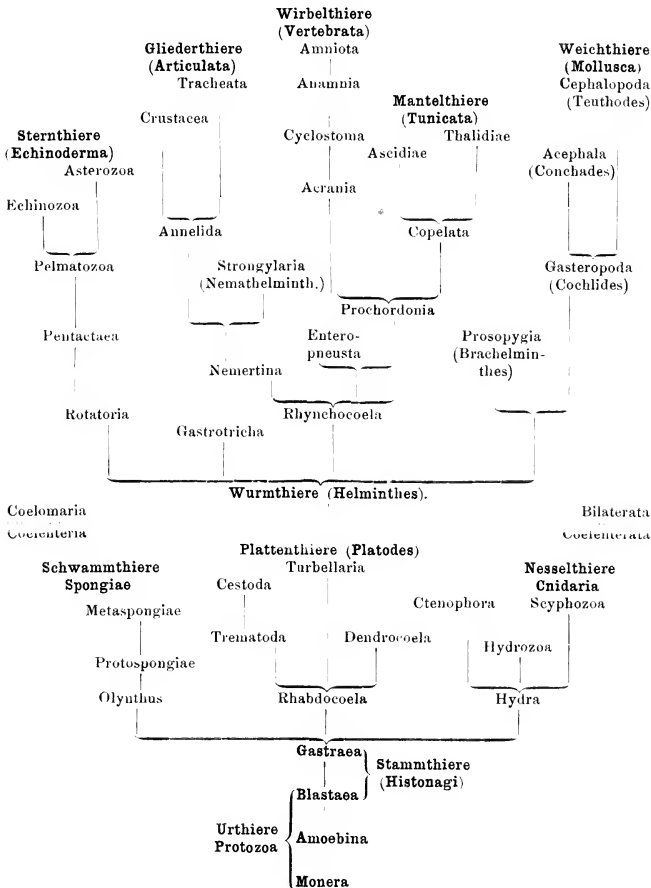 Wirbelthiere
(Vertebrata)
Amniota
Gliederthiere
(Articulata)
Tracheata
Weichthiere
(Mollusca)
Cephalopoda
(Teuthodes)
Anamnia
Mantelthiere
(Tunicata)
Thalidiae
Crustacea
Sternthiere
(Echinoderma)
Asterozoa
Cyclostoma
Ascidiae
Acephala
(Conchades)
Acrania
Echinozoa
Annelida
Copelata
Pelmatozoa
Strongylaria
(Nemathelminth.)
Gasteropoda
(Cochlides)
Prochordonia
Pentactaea
Entero-
pneusta
Prosopygia
(Brachelmin-
thes)
Nemertina
Rotatoria
Rhynchocoela
Gastrotricha
Wurmthiere (Helminthes).
Coelomaria
Bilaterata
Coelenteria
Coelenterata
Plattenthiere (Platodes)
Turbellaria
Schwammthiere
Spongiae
Nesselthiere
Cnidaria
Scyphozoa
Cestoda
Ctenophora
Metaspongiae
Trematoda
Dendrocoela
Hydrozoa
Protospongiae
Olynthus
Rhabdocoela
Hydra
Gastraea
Stammthiere
(Histonagi)
Blastaea
Urthiere
Protozoa
Amoebina
Monera